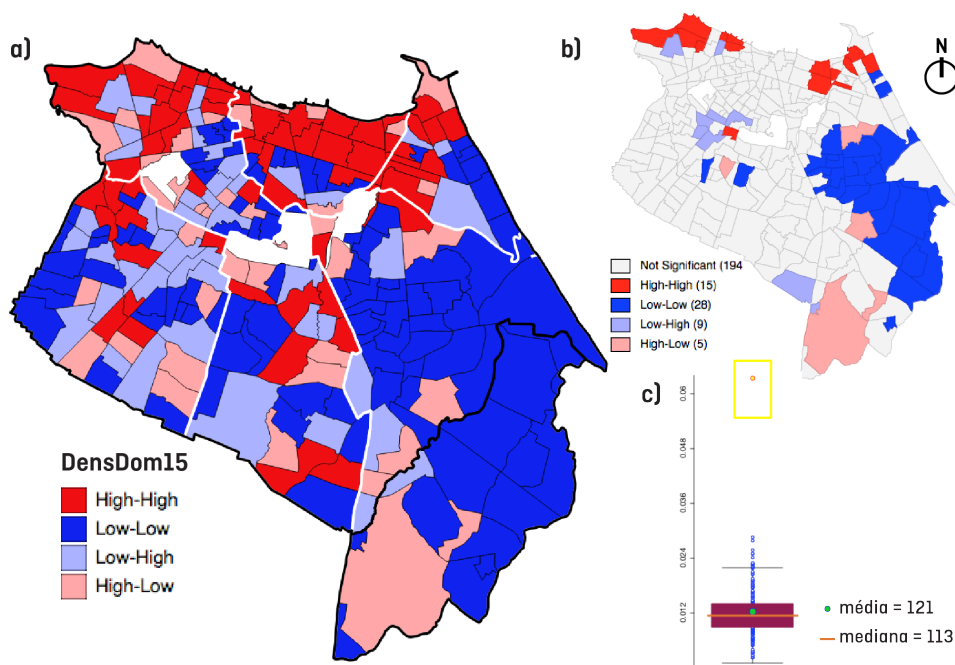 a)
DensDom15
High-High
Low-Low
Low-High
High-Low
b)
N
Not Significant (194
High-High (15)
Low-Low (28)
Low-High (9)
High-Low (5)
c)
0.06
0.048
0.036
0.024
0.012
média = 121
mediana = 113